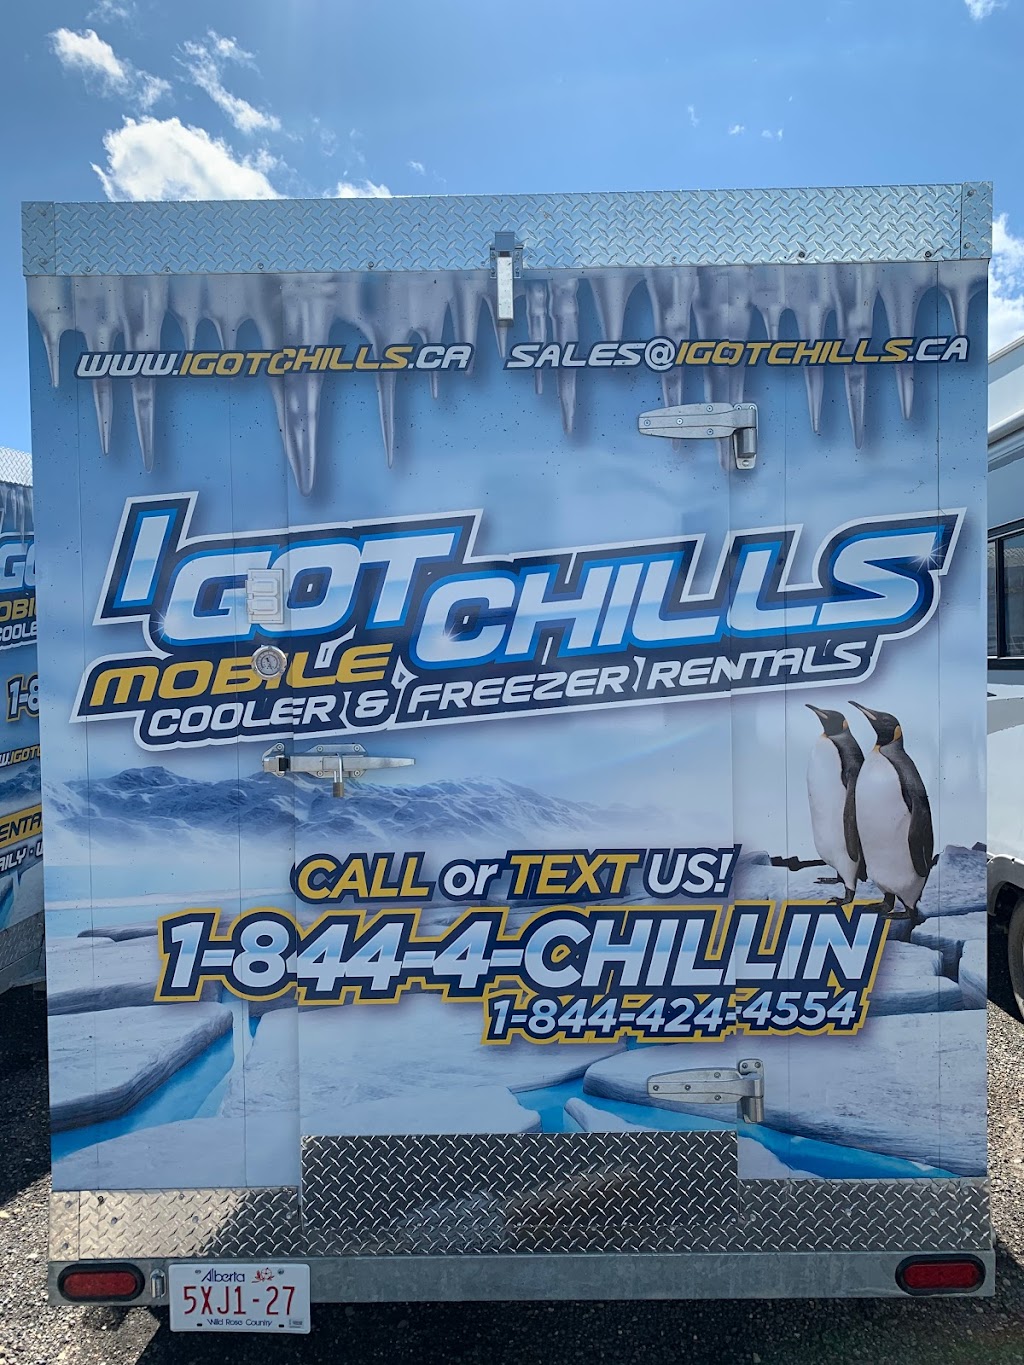 WWW.IGOTCHILLS.CA SALES@IGOTCHILLS.CA
I GOT CHILLS
MOBILE
COOLER & FREEZER RENTALS
CALL or TEXT US!
1-844-4-CHILLIN
1-844-424-4554
Alberta
5XJ1-27
Wild Rose Country